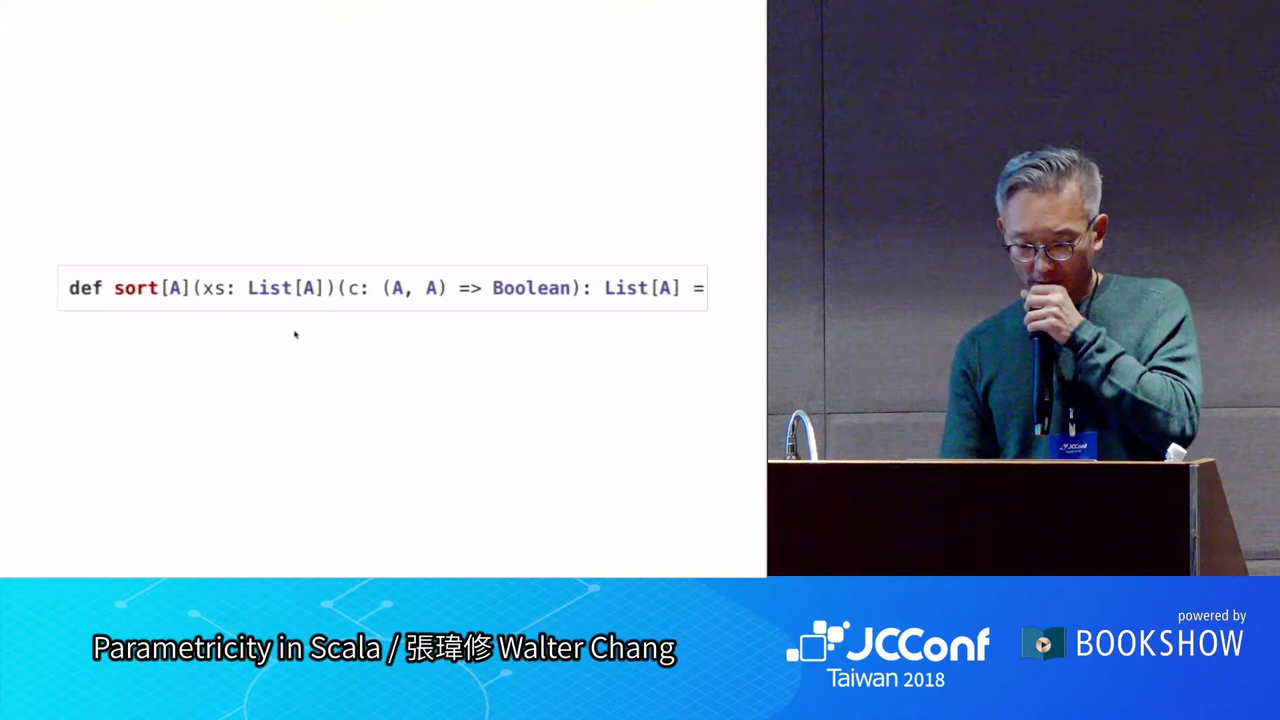 def sort[A](xs: List[A])(c: (A, A) => Boolean): List[A] =
JCConf
Parametricity in Scala / 張瑋修 Walter Chang
JCConf
Taiwan 2018
powered by
BOOKSHOW